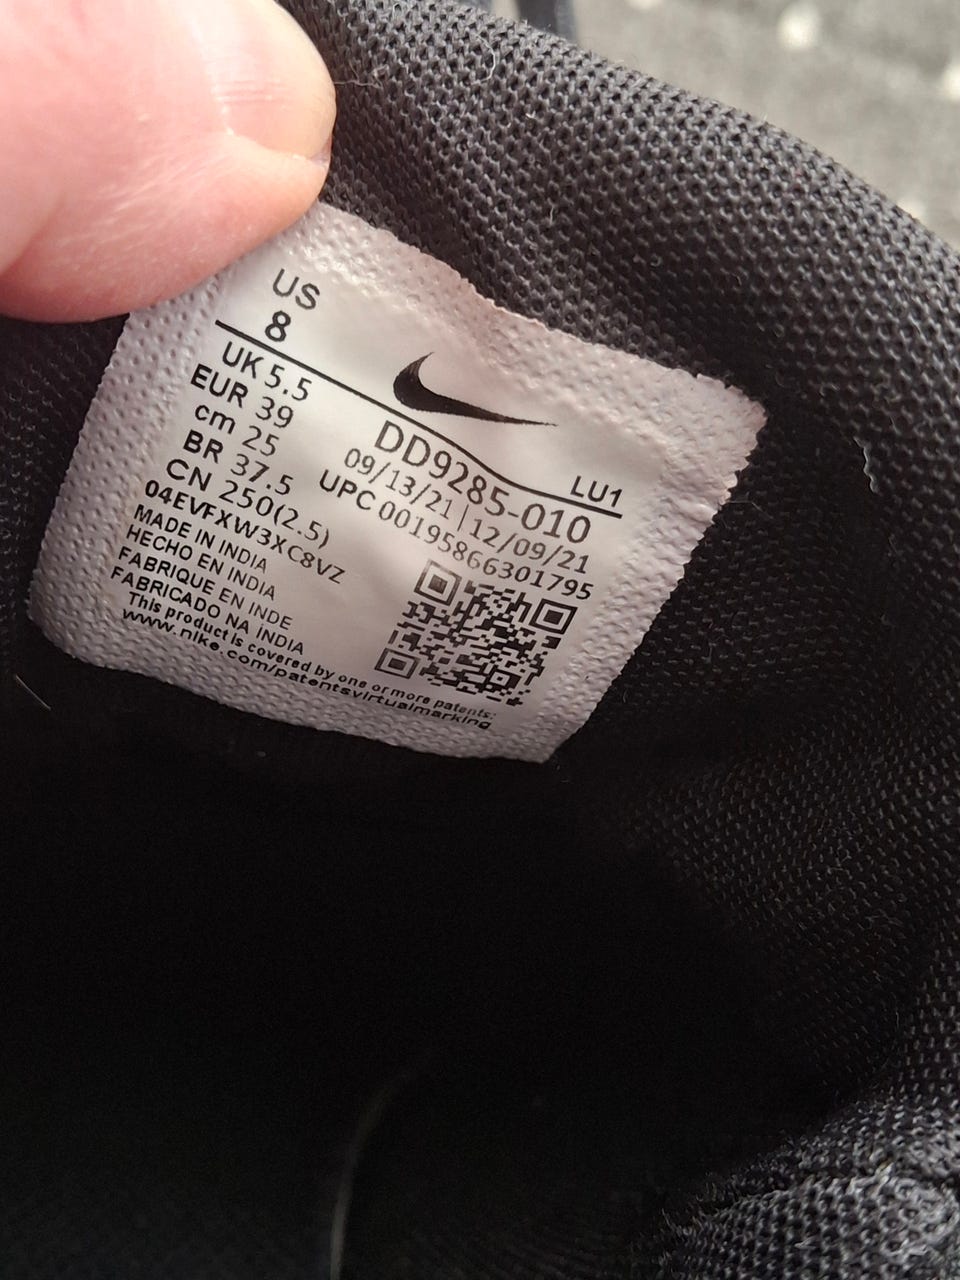 US
8
UK 5.5
EUR 39
cm 25
BR 37.5
CN 250(2.5)
04EVFXW3XC8VZ
MADE IN INDIA
HECHO EN INDIA
FABRIQUE EN INDE
FABRICADO NA ÍNDIA
This product is covered by one or more patents:
www.nike.com/patentsvirtualmarking
LU1
DD9285-010
09/13/21|12/09/21
UPC 00195866301795